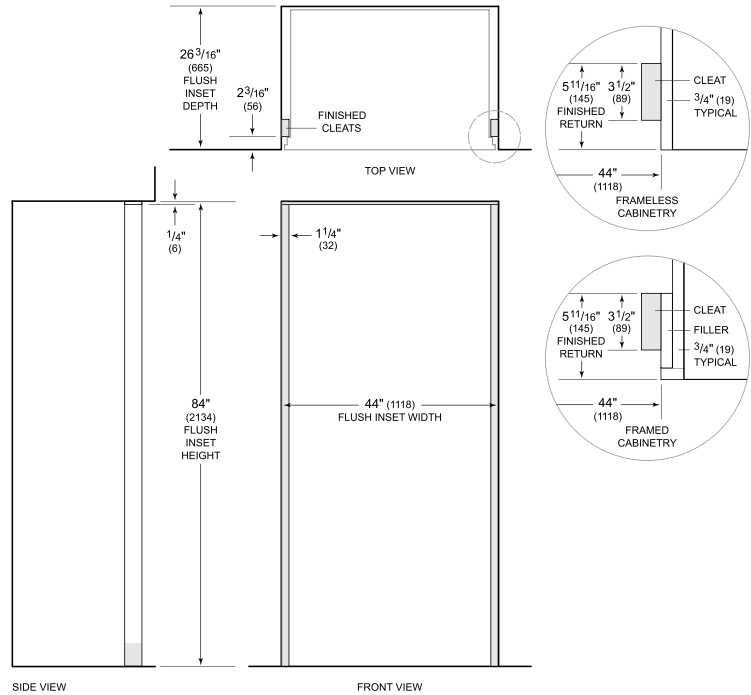 26 3/16"
(665)
FLUSH
INSET
DEPTH
2 3/16"
(56)
FINISHED
CLEATS
TOP VIEW
5 11/16"
(145)
FINISHED
RETURN
3 1/2"
(89)
CLEAT
3/4" (19)
TYPICAL
44"
(1118)
FRAMELESS
CABINETRY
1/4"
(6)
1 1/4"
(32)
5 11/16"
(145)
FINISHED
RETURN
3 1/2"
(89)
CLEAT
FILLER
3/4" (19)
TYPICAL
44"
(1118)
FRAMED
CABINETRY
84"
(2134)
FLUSH
INSET
HEIGHT
44" (1118)
FLUSH INSET WIDTH
SIDE VIEW
FRONT VIEW